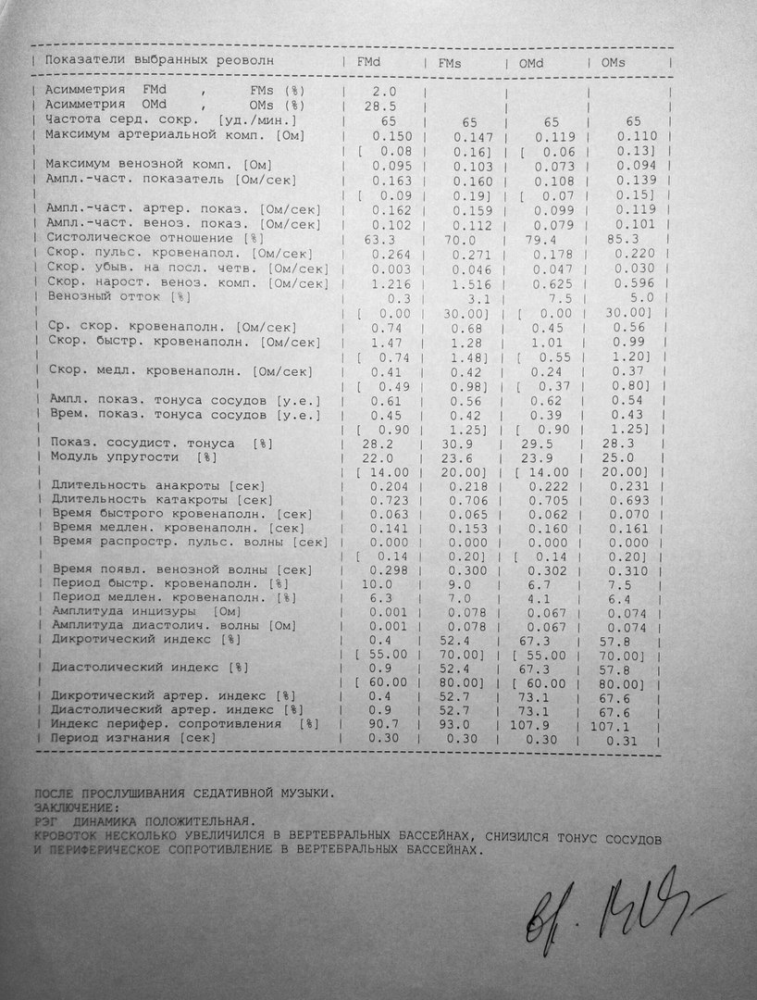 | Показатели выбранных реоволн | FMd | FMs | OMd | OMs |
| Асимметрия FMd , FMs (%) | 2.0 | | | |
| Асимметрия OMd , OMs (%) | 28.5 | | | |
| Частота серд. сокр. [уд./мин.] | 65 | 65 | 65 | 65 |
| Максимум артериальной комп. [Ом] | 0.150 | 0.147 | 0.119 | 0.110 |
| | [ 0.08 | 0.16] | [ 0.06 | 0.13] |
| Максимум венозной комп. [Ом] | 0.095 | 0.103 | 0.073 | 0.094 |
| Ампл.-част. показатель [Ом/сек] | 0.163 | 0.160 | 0.108 | 0.139 |
| | [ 0.09 | 0.19] | [ 0.07 | 0.15] |
| Ампл.-част. артер. показ. [Ом/сек] | 0.162 | 0.159 | 0.099 | 0.119 |
| Ампл.-част. веноз. показ. [Ом/сек] | 0.102 | 0.112 | 0.079 | 0.101 |
| Систолическое отношение [%] | 63.3 | 70.0 | 79.4 | 85.3 |
| Скор. пульс. кровенапол. [Ом/сек] | 0.264 | 0.271 | 0.178 | 0.220 |
| Скор. убыв. на посл. четв. [Ом/сек] | 0.003 | 0.046 | 0.047 | 0.030 |
| Скор. нарост. веноз. комп. [Ом/сек] | 1.216 | 1.516 | 0.625 | 0.596 |
| Венозный отток [%] | 0.3 | 3.1 | 7.5 | 5.0 |
| | [ 0.00 | 30.00] | [ 0.00 | 30.00] |
| Ср. скор. кровенаполн. [Ом/сек] | 0.74 | 0.68 | 0.45 | 0.56 |
| Скор. быстр. кровенаполн. [Ом/сек] | 1.47 | 1.28 | 1.01 | 0.99 |
| | [ 0.74 | 1.48] | [ 0.55 | 1.20] |
| Скор. медл. кровенаполн. [Ом/сек] | 0.41 | 0.42 | 0.24 | 0.37 |
| | [ 0.49 | 0.98] | [ 0.37 | 0.80] |
| Ампл. показ. тонуса сосудов [у.е.] | 0.61 | 0.56 | 0.62 | 0.54 |
| Врем. показ. тонуса сосудов [у.е.] | 0.45 | 0.42 | 0.39 | 0.43 |
| | [ 0.90 | 1.25] | [ 0.90 | 1.25] |
| Показ. сосудист. тонуса [%] | 28.2 | 30.9 | 29.5 | 28.3 |
| Модуль упругости [%] | 22.0 | 23.6 | 23.9 | 25.0 |
| | [ 14.00 | 20.00] | [ 14.00 | 20.00] |
| Длительность анакроты [сек] | 0.204 | 0.218 | 0.222 | 0.231 |
| Длительность катакроты [сек] | 0.723 | 0.706 | 0.705 | 0.693 |
| Время быстрого кровенаполн. [сек] | 0.063 | 0.065 | 0.062 | 0.070 |
| Время медлен. кровенаполн. [сек] | 0.141 | 0.153 | 0.160 | 0.161 |
| Время распростр. пульс. волны [сек] | 0.000 | 0.000 | 0.000 | 0.000 |
| | [ 0.14 | 0.20] | [ 0.14 | 0.20] |
| Время появл. венозной волны [сек] | 0.298 | 0.300 | 0.302 | 0.310 |
| Период быстр. кровенаполн. [%] | 10.0 | 9.0 | 6.7 | 7.5 |
| Период медлен. кровенаполн. [%] | 6.3 | 7.0 | 4.1 | 6.4 |
| Амплитуда инцизуры [Ом] | 0.001 | 0.078 | 0.067 | 0.074 |
| Амплитуда диастолич. волны [Ом] | 0.001 | 0.078 | 0.067 | 0.074 |
| Дикротический индекс [%] | 0.4 | 52.4 | 67.3 | 57.8 |
| | [ 55.00 | 70.00] | [ 55.00 | 70.00] |
| Диастолический индекс [%] | 0.9 | 52.4 | 67.3 | 57.8 |
| | [ 60.00 | 80.00] | [ 60.00 | 80.00] |
| Дикротический артер. индекс [%] | 0.4 | 52.7 | 73.1 | 67.6 |
| Диастолический артер. индекс [%] | 0.9 | 52.7 | 73.1 | 67.6 |
| Индекс перифер. сопротивления [%] | 90.7 | 93.0 | 107.9 | 107.1 |
| Период изгнания [сек] | 0.30 | 0.30 | 0.30 | 0.31 |
ПОСЛЕ ПРОСЛУШИВАНИЯ СЕДАТИВНОЙ МУЗЫКИ.
ЗАКЛЮЧЕНИЕ:
РЭГ ДИНАМИКА ПОЛОЖИТЕЛЬНАЯ.
КРОВОТОК НЕСКОЛЬКО УВЕЛИЧИЛСЯ В ВЕРТЕБРАЛЬНЫХ БАССЕЙНАХ, СНИЗИЛСЯ ТОНУС СОСУДОВ
И ПЕРИФЕРИЧЕСКОЕ СОПРОТИВЛЕНИЕ В ВЕРТЕБРАЛЬНЫХ БАССЕЙНАХ.
вр.